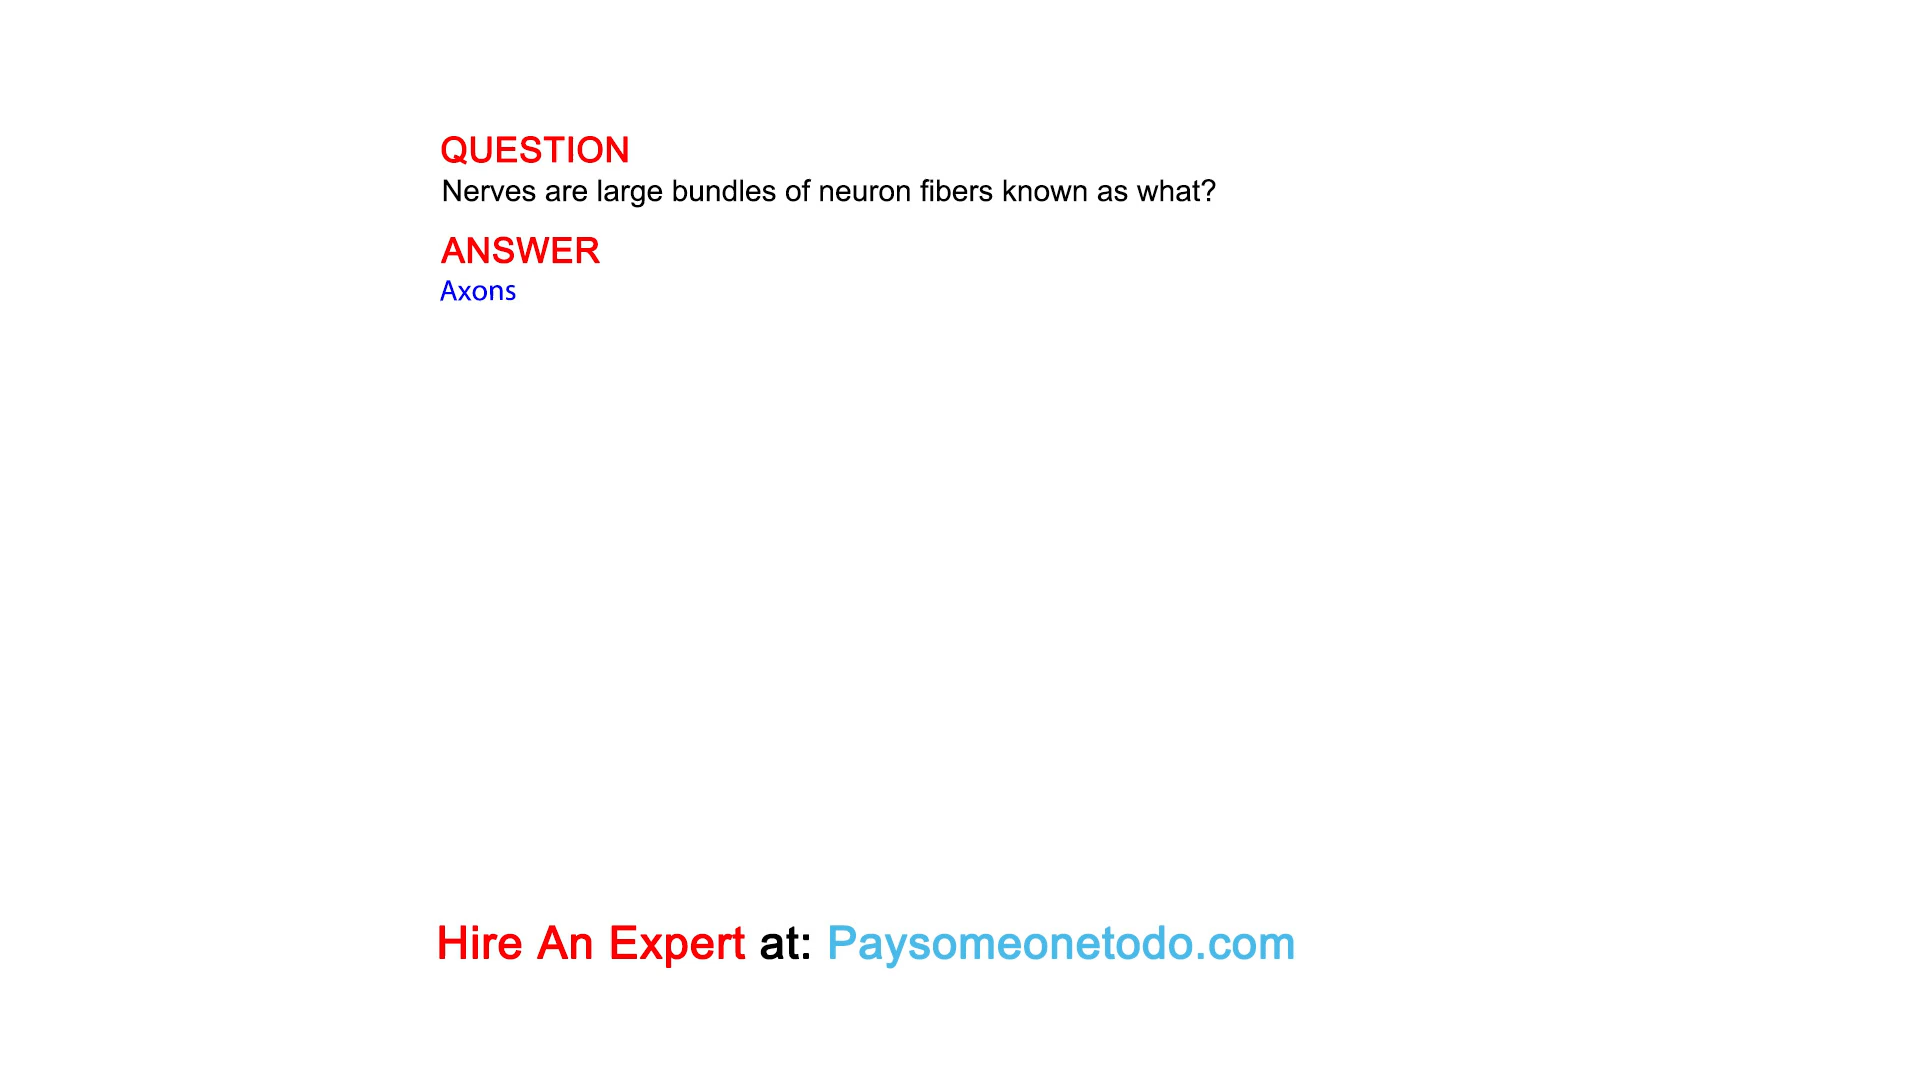 QUESTION
Nerves are large bundles of neuron fibers known as what?
ANSWER
Axons
Hire An Expert at: Paysomeonetodo.com